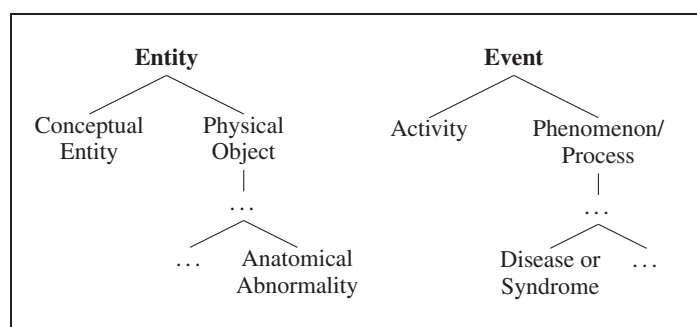 Entity
Event
Conceptual Entity
Physical Object
Activity
Phenomenon/
Process
...
...
...
Anatomical
Abnormality
Disease or
Syndrome
...